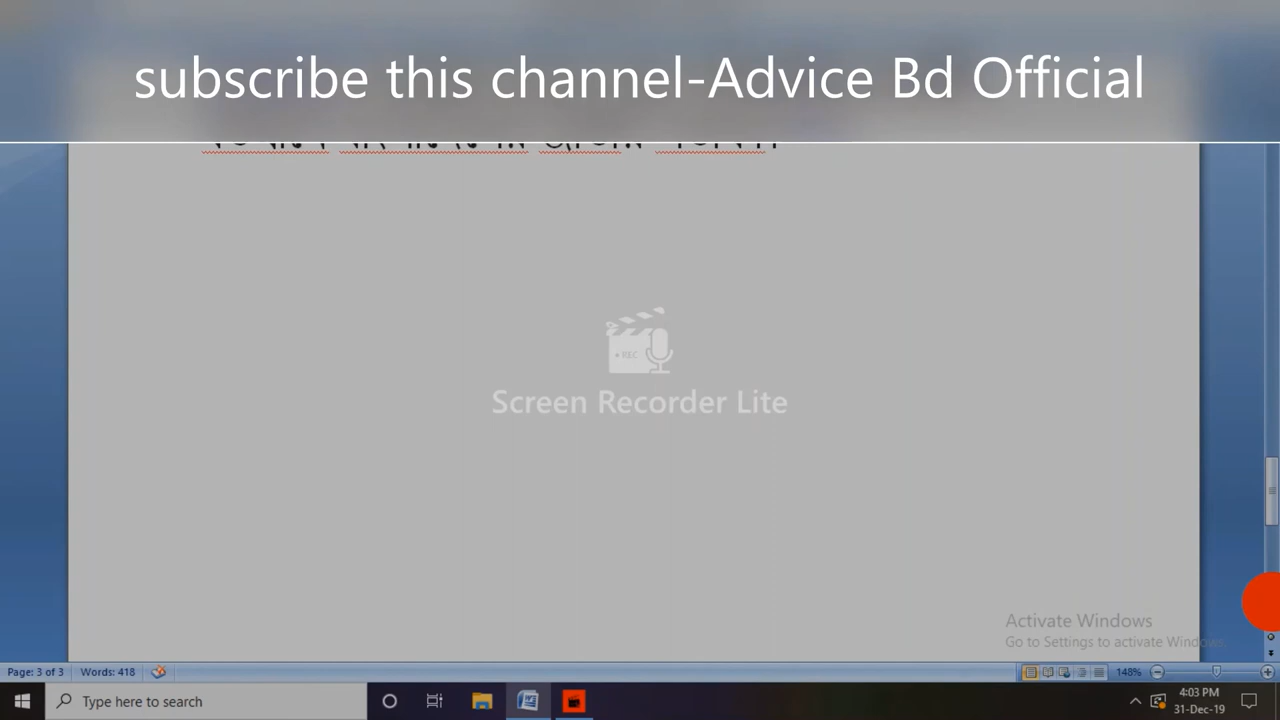 subscribe this channel-Advice Bd Official
REC
Screen Recorder Lite
Activate Windows
Go to Settings to activate Windows.
Page: 3 of 3
Words: 418
148%
Type here to search
4:03 PM
31-Dec-19